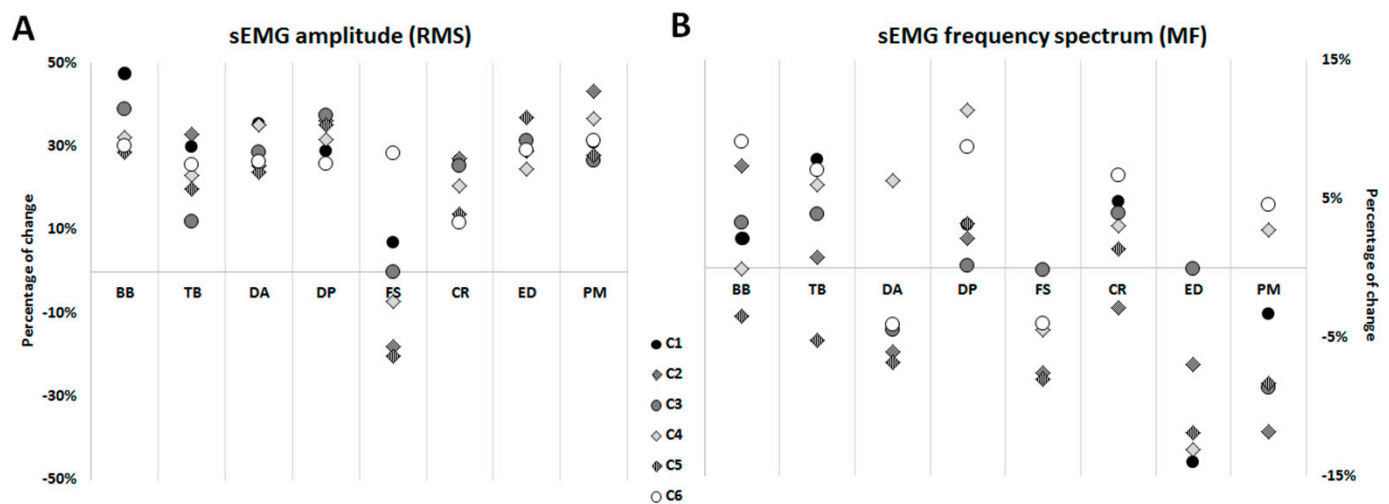 A
sEMG amplitude (RMS)
50%
30%
10%
-10%
-30%
-50%
Percentage of change
BB TB DA DP FS CR ED PM
C1
C2
C3
C4
C5
C6
B
sEMG frequency spectrum (MF)
15%
5%
-5%
-15%
Percentage of change
BB TB DA DP FS CR ED PM